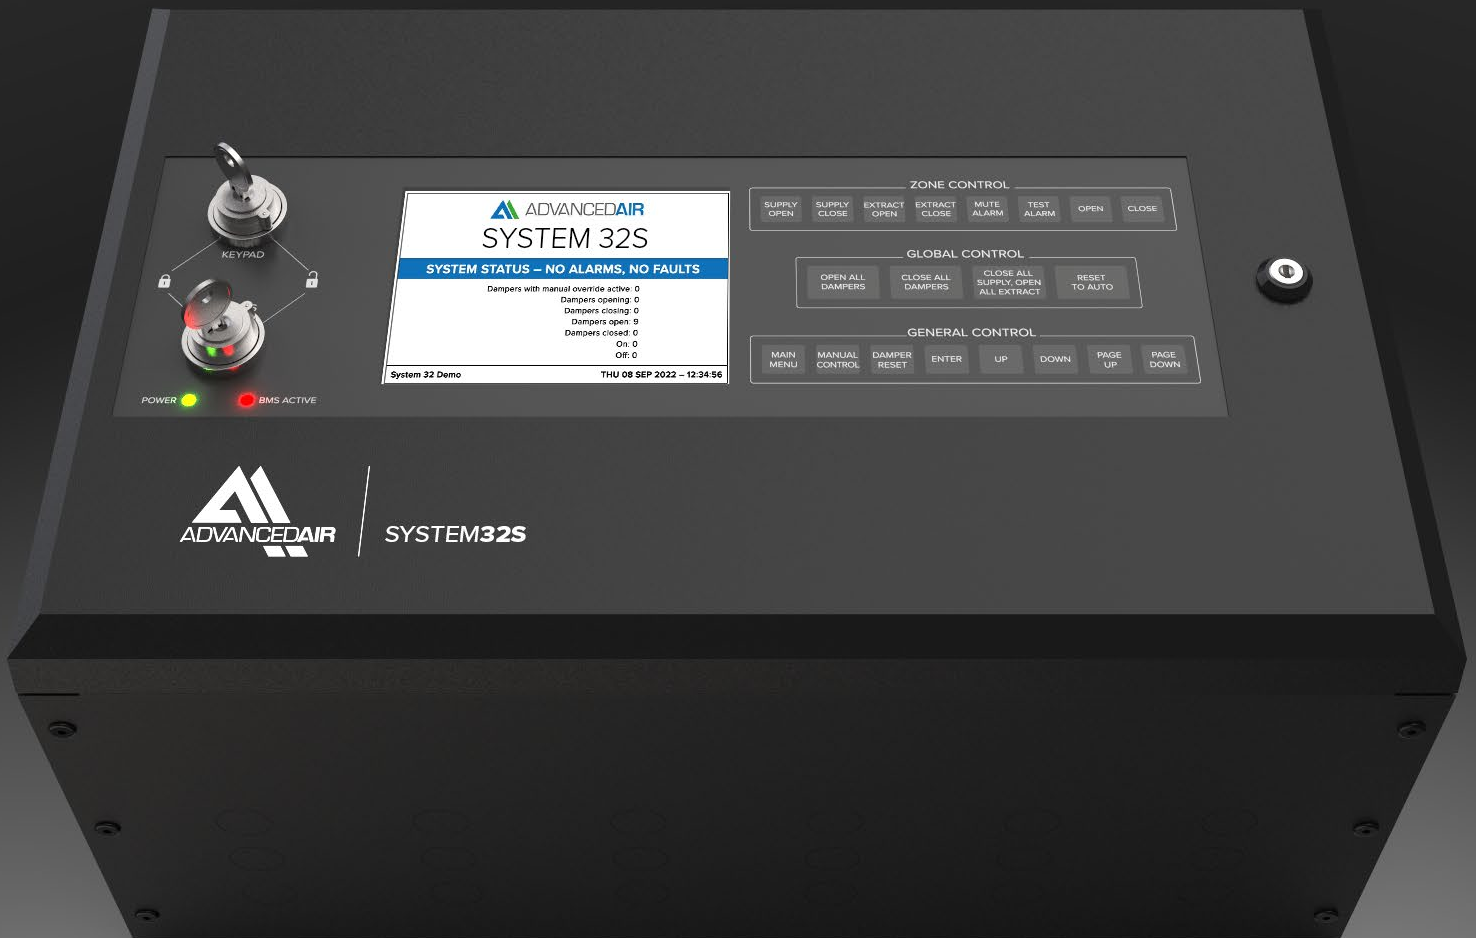 KEYPAD
POWER
BMS ACTIVE
ADVANCEDAIR
SYSTEM 32S
SYSTEM STATUS – NO ALARMS, NO FAULTS
Dampers with manual override active: 0
Dampers opening: 0
Dampers closing: 0
Dampers open: 9
Dampers closed: 0
On: 0
Off: 0
System 32 Demo
THU 08 SEP 2022 – 12:34:56
ZONE CONTROL
SUPPLY
OPEN
SUPPLY
CLOSE
EXTRACT
OPEN
EXTRACT
CLOSE
MUTE
ALARM
TEST
ALARM
OPEN
CLOSE
GLOBAL CONTROL
OPEN ALL
DAMPERS
CLOSE ALL
DAMPERS
CLOSE ALL
SUPPLY, OPEN
ALL EXTRACT
RESET
TO AUTO
GENERAL CONTROL
MAIN
MENU
MANUAL
CONTROL
DAMPER
RESET
ENTER
UP
DOWN
PAGE
UP
PAGE
DOWN
ADVANCEDAIR
SYSTEM32S